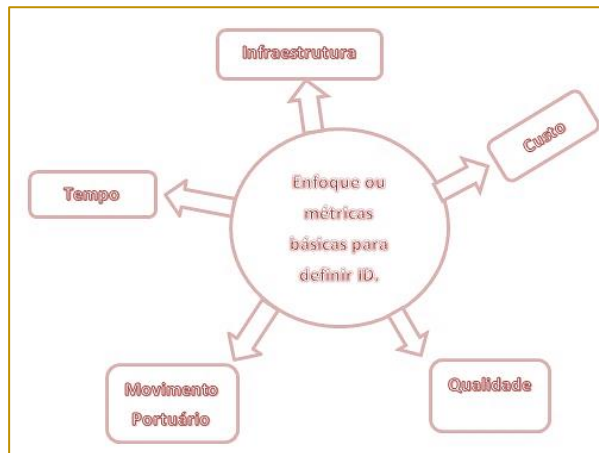 Infraestrutura
Custo
Tempo
Enfoque ou
métricas
básicas para
definir ID.
Movimento
Portuário
Qualidade